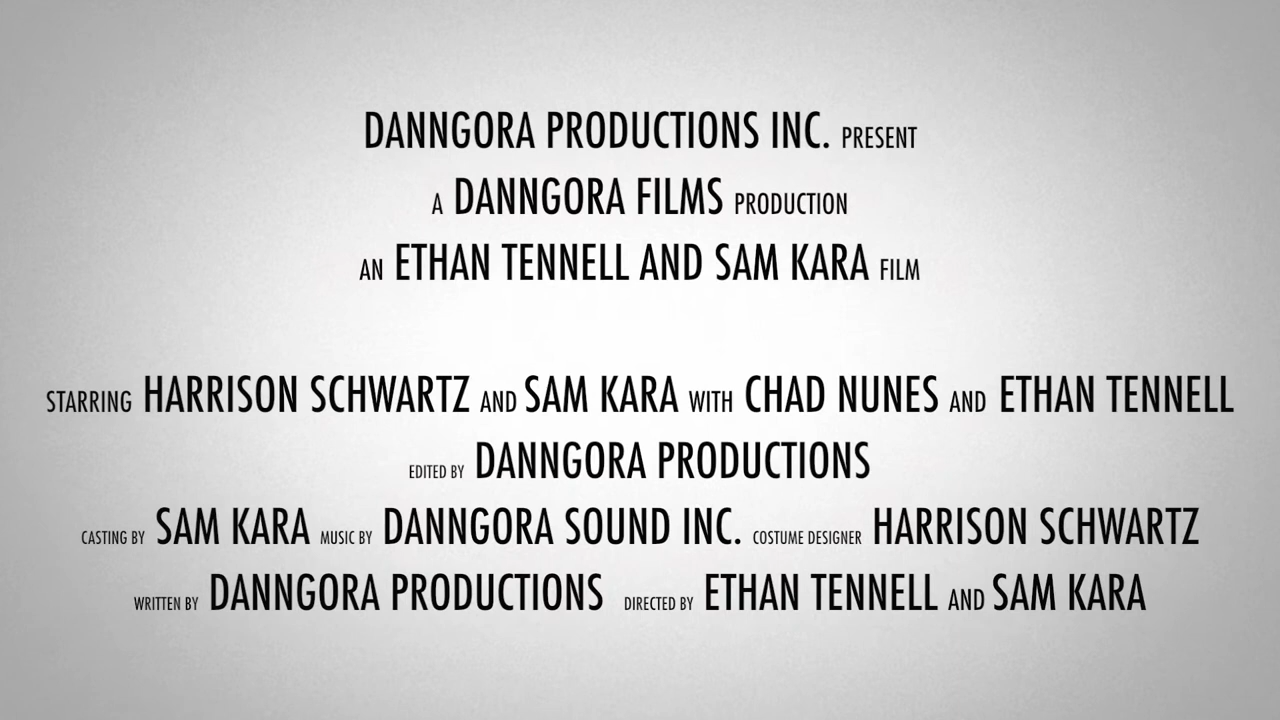 DANNGORA PRODUCTIONS INC. PRESENT
A DANNGORA FILMS PRODUCTION
AN ETHAN TENNELL AND SAM KARA FILM
STARRING HARRISON SCHWARTZ AND SAM KARA WITH CHAD NUNES AND ETHAN TENNELL
EDITED BY DANNGORA PRODUCTIONS
CASTING BY SAM KARA MUSIC BY DANNGORA SOUND INC. COSTUME DESIGNER HARRISON SCHWARTZ
WRITTEN BY DANNGORA PRODUCTIONS DIRECTED BY ETHAN TENNELL AND SAM KARA